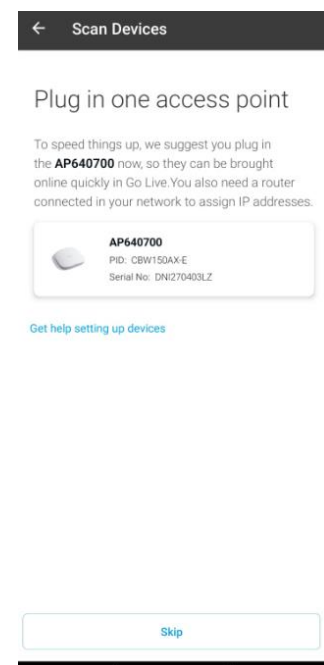 Scan Devices
Plug in one access point
To speed things up, we suggest you plug in
the AP640700 now, so they can be brought
online quickly in Go Live.You also need a router
connected in your network to assign IP addresses.
AP640700
PID: CBW150AX-E
Serial No: DNI270403LZ
Get help setting up devices
Skip